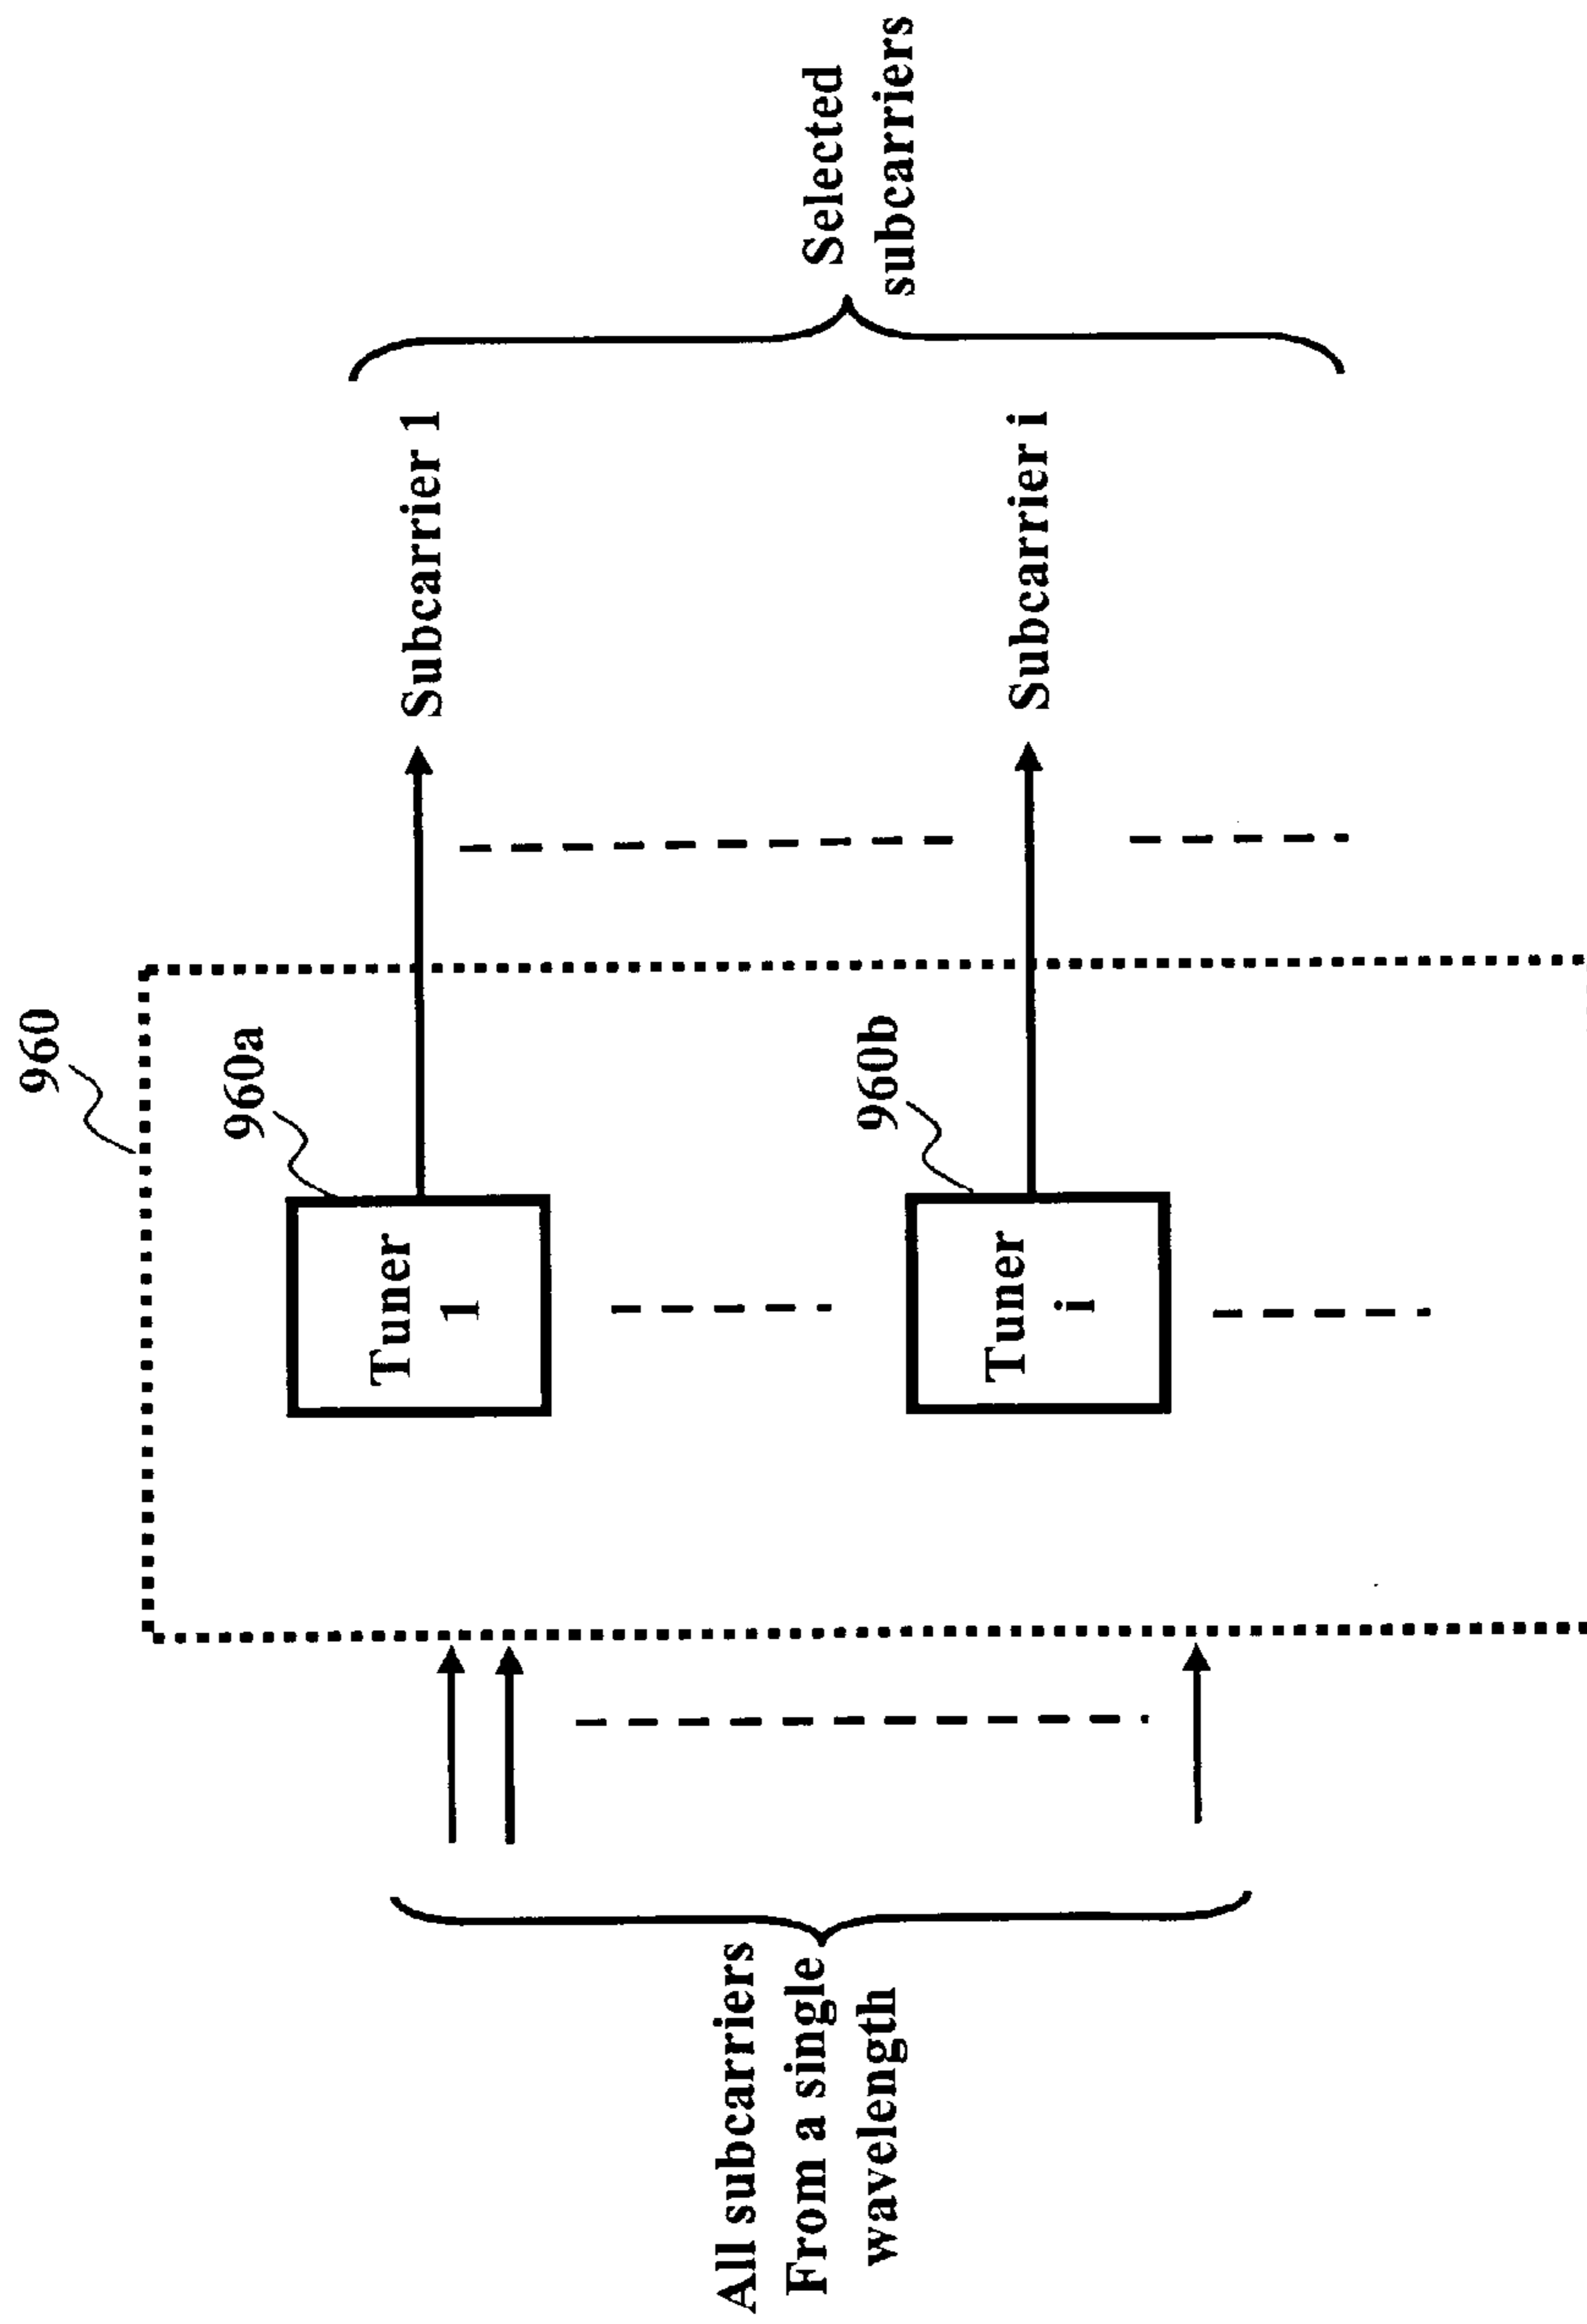 960
960a
Tuner
1
Subcarrier 1
960b
Tuner
i
Subcarrier i
All subcarriers
From a single
wavelength
Selected
subcarriers